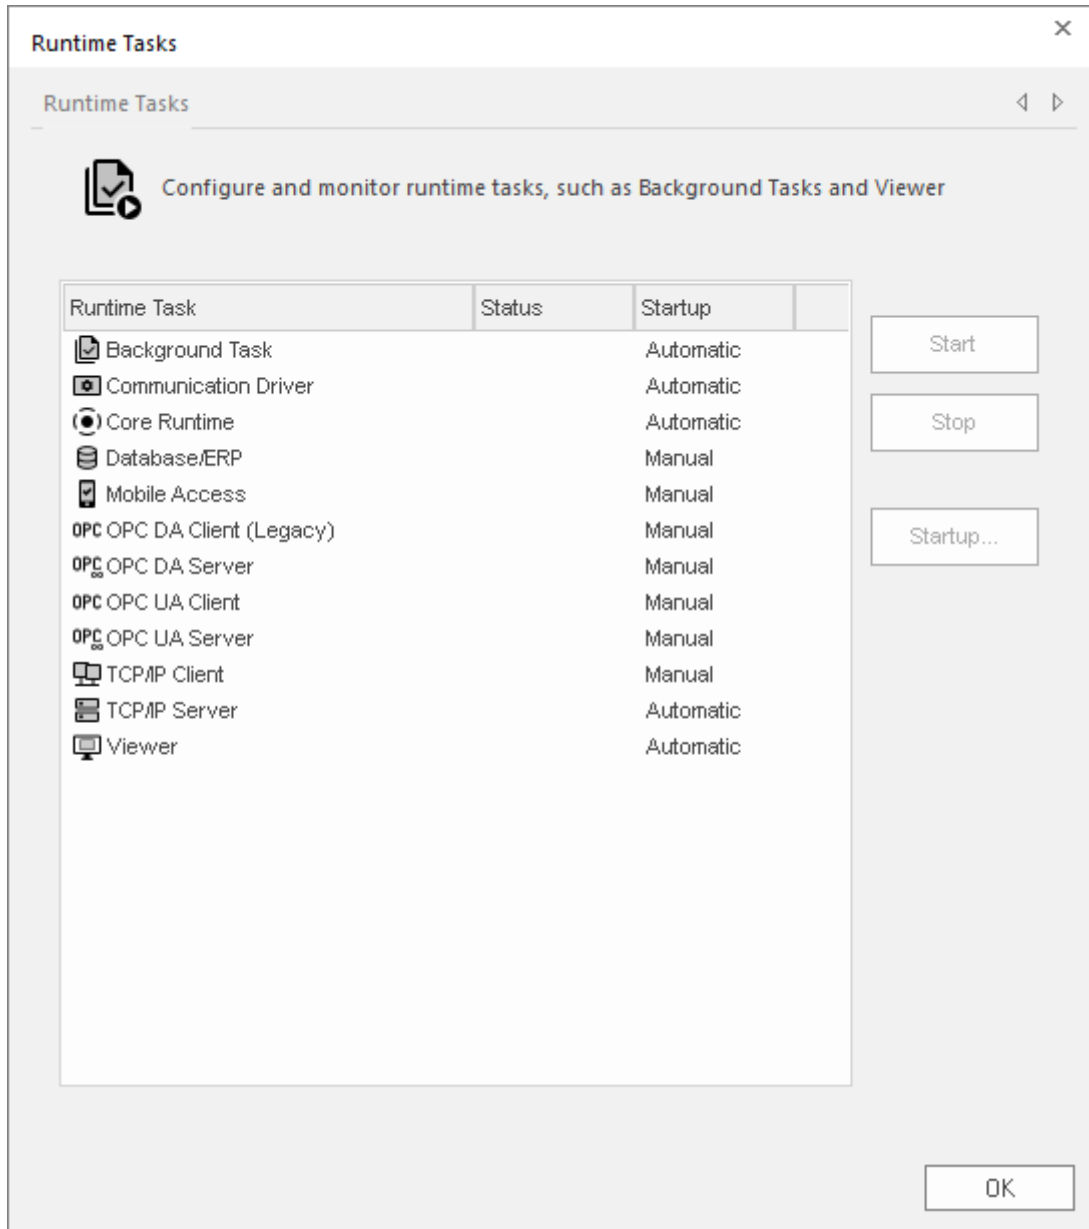 Runtime Tasks
Runtime Tasks
Configure and monitor runtime tasks, such as Background Tasks and Viewer
Runtime Task Status Startup
Background Task Automatic
Communication Driver Automatic
Core Runtime Automatic
Database/ERP Manual
Mobile Access Manual
OPC OPC DA Client (Legacy) Manual
OPC OPC DA Server Manual
OPC OPC UA Client Manual
OPC OPC UA Server Manual
TCP/IP Client Manual
TCP/IP Server Automatic
Viewer Automatic
Start
Stop
Startup...
OK